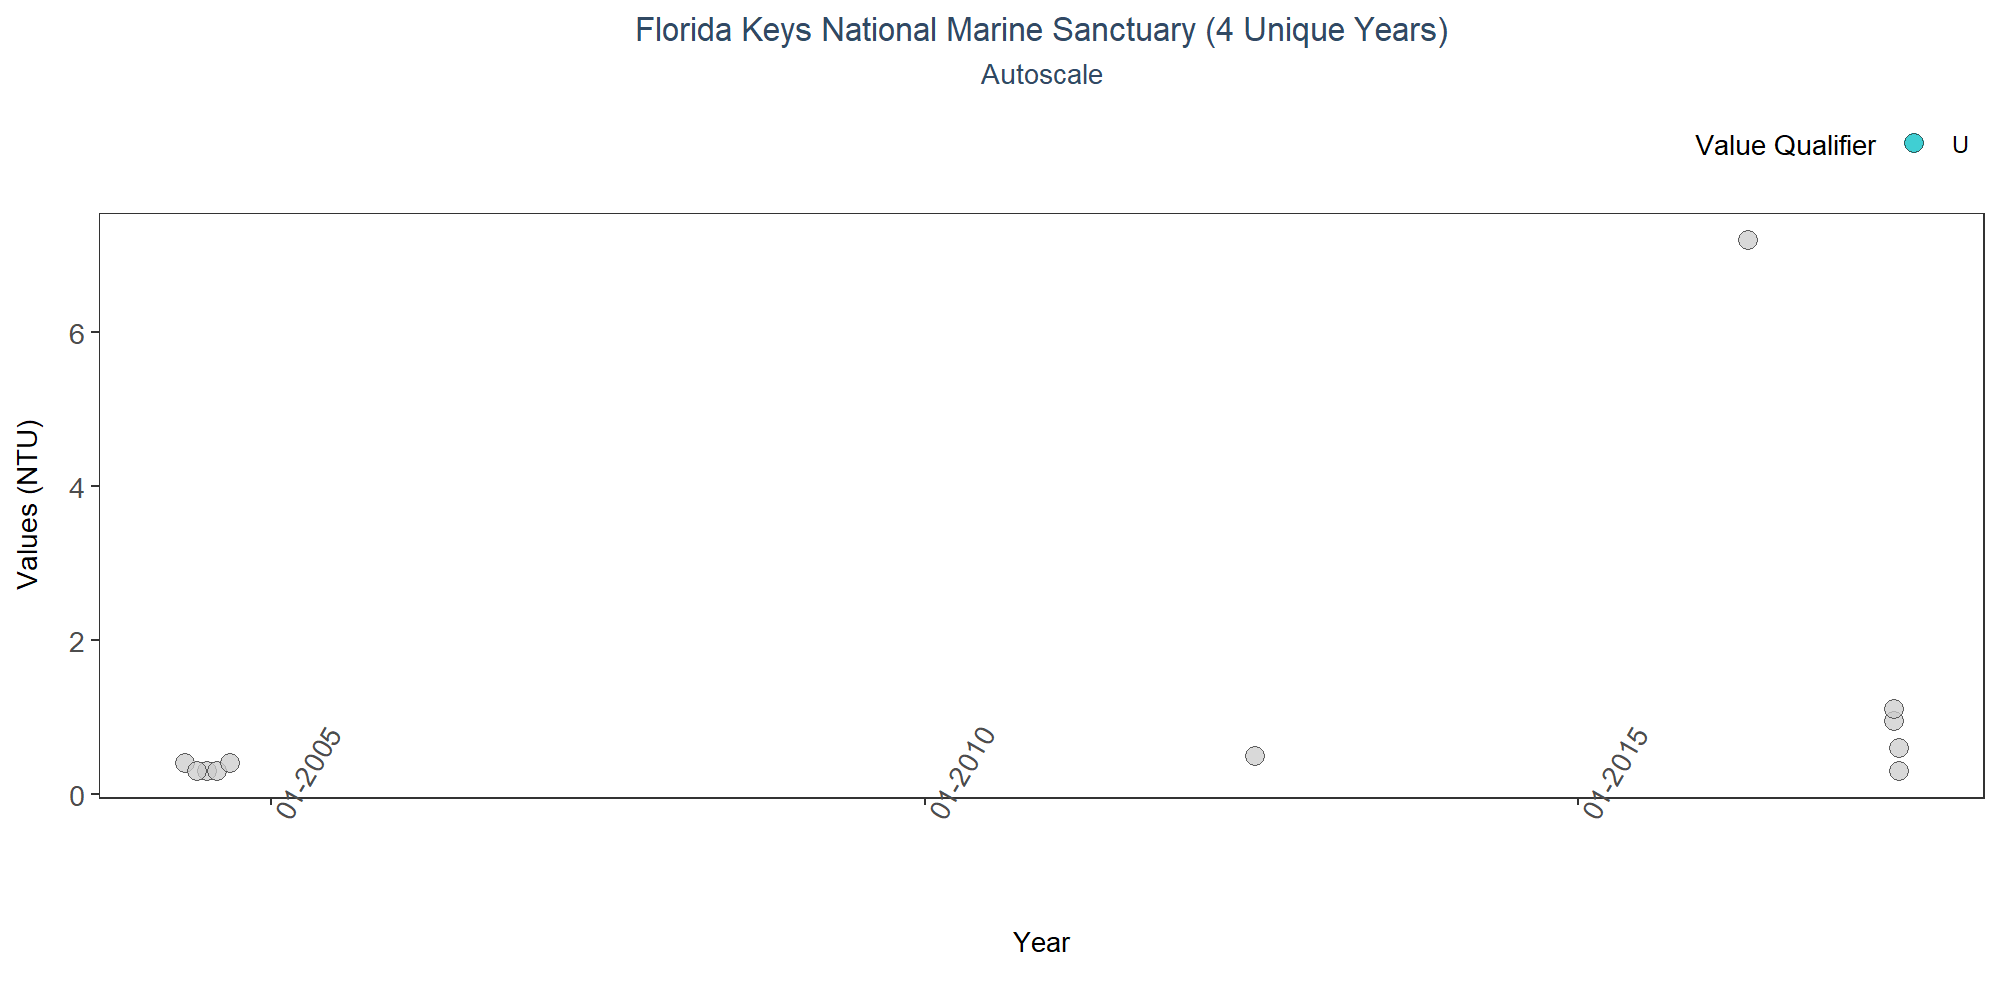 Florida Keys National Marine Sanctuary (4 Unique Years)
Autoscale
Value Qualifier U
Values (NTU)
6
4
2
0
01-2005 01-2010 01-2015
Year